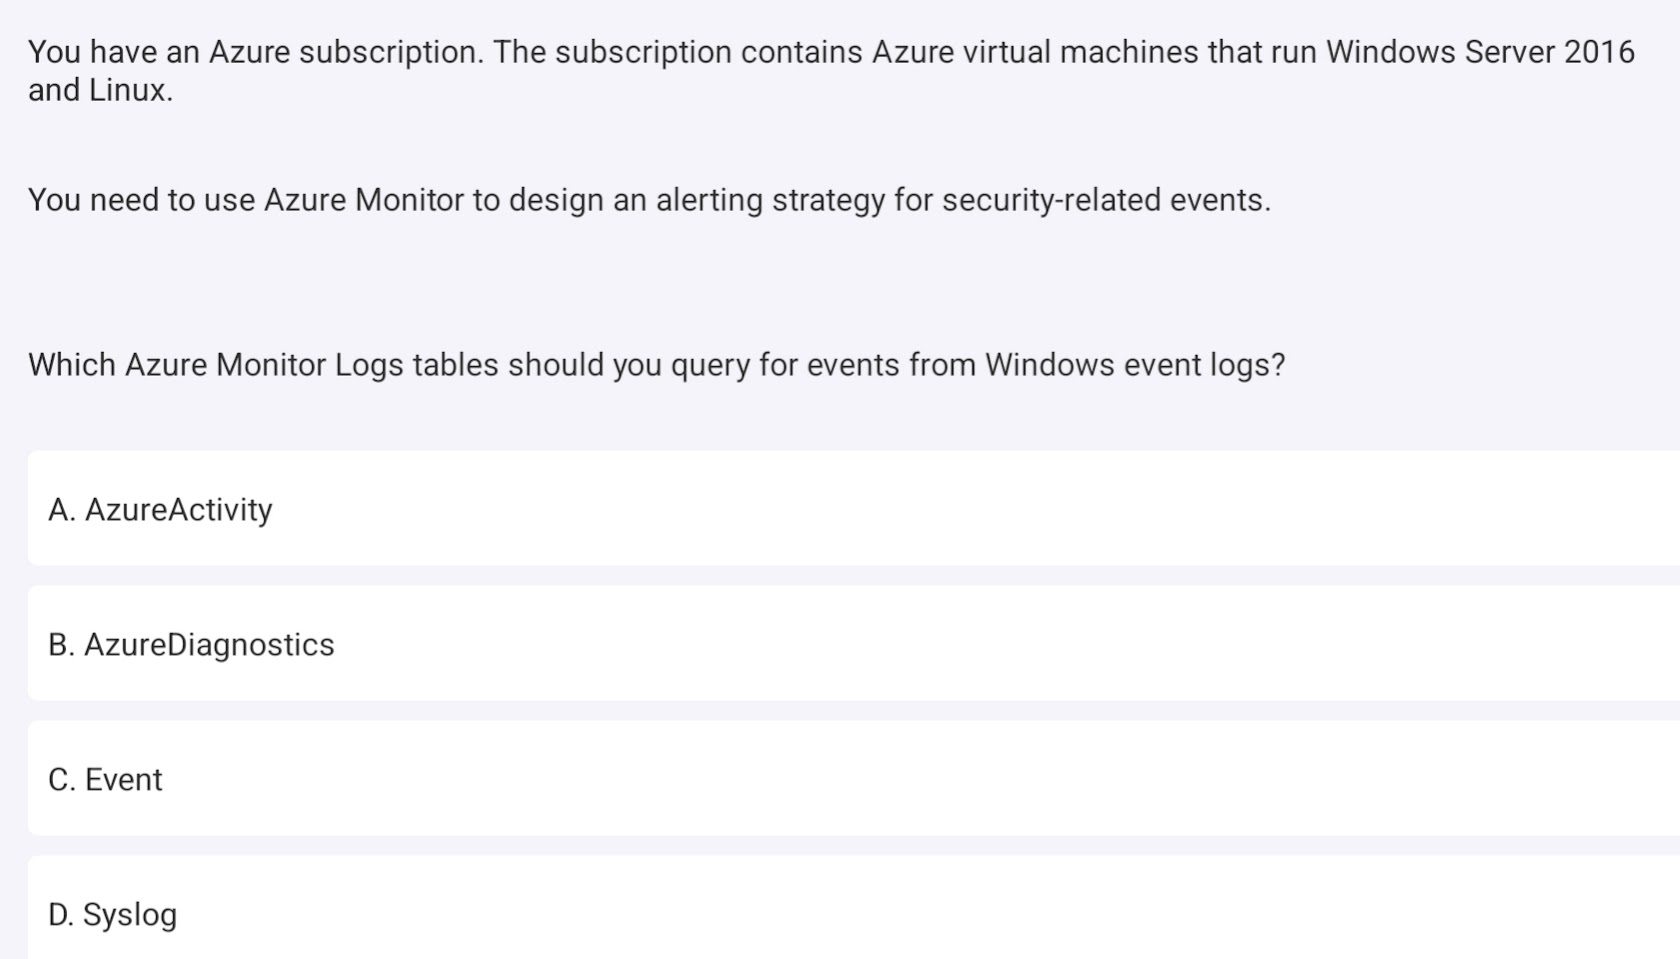 You have an Azure subscription. The subscription contains Azure virtual machines that run Windows Server 2016
and Linux.
You need to use Azure Monitor to design an alerting strategy for security-related events.
Which Azure Monitor Logs tables should you query for events from Windows event logs?
A. AzureActivity
B. AzureDiagnostics
C. Event
D. Syslog